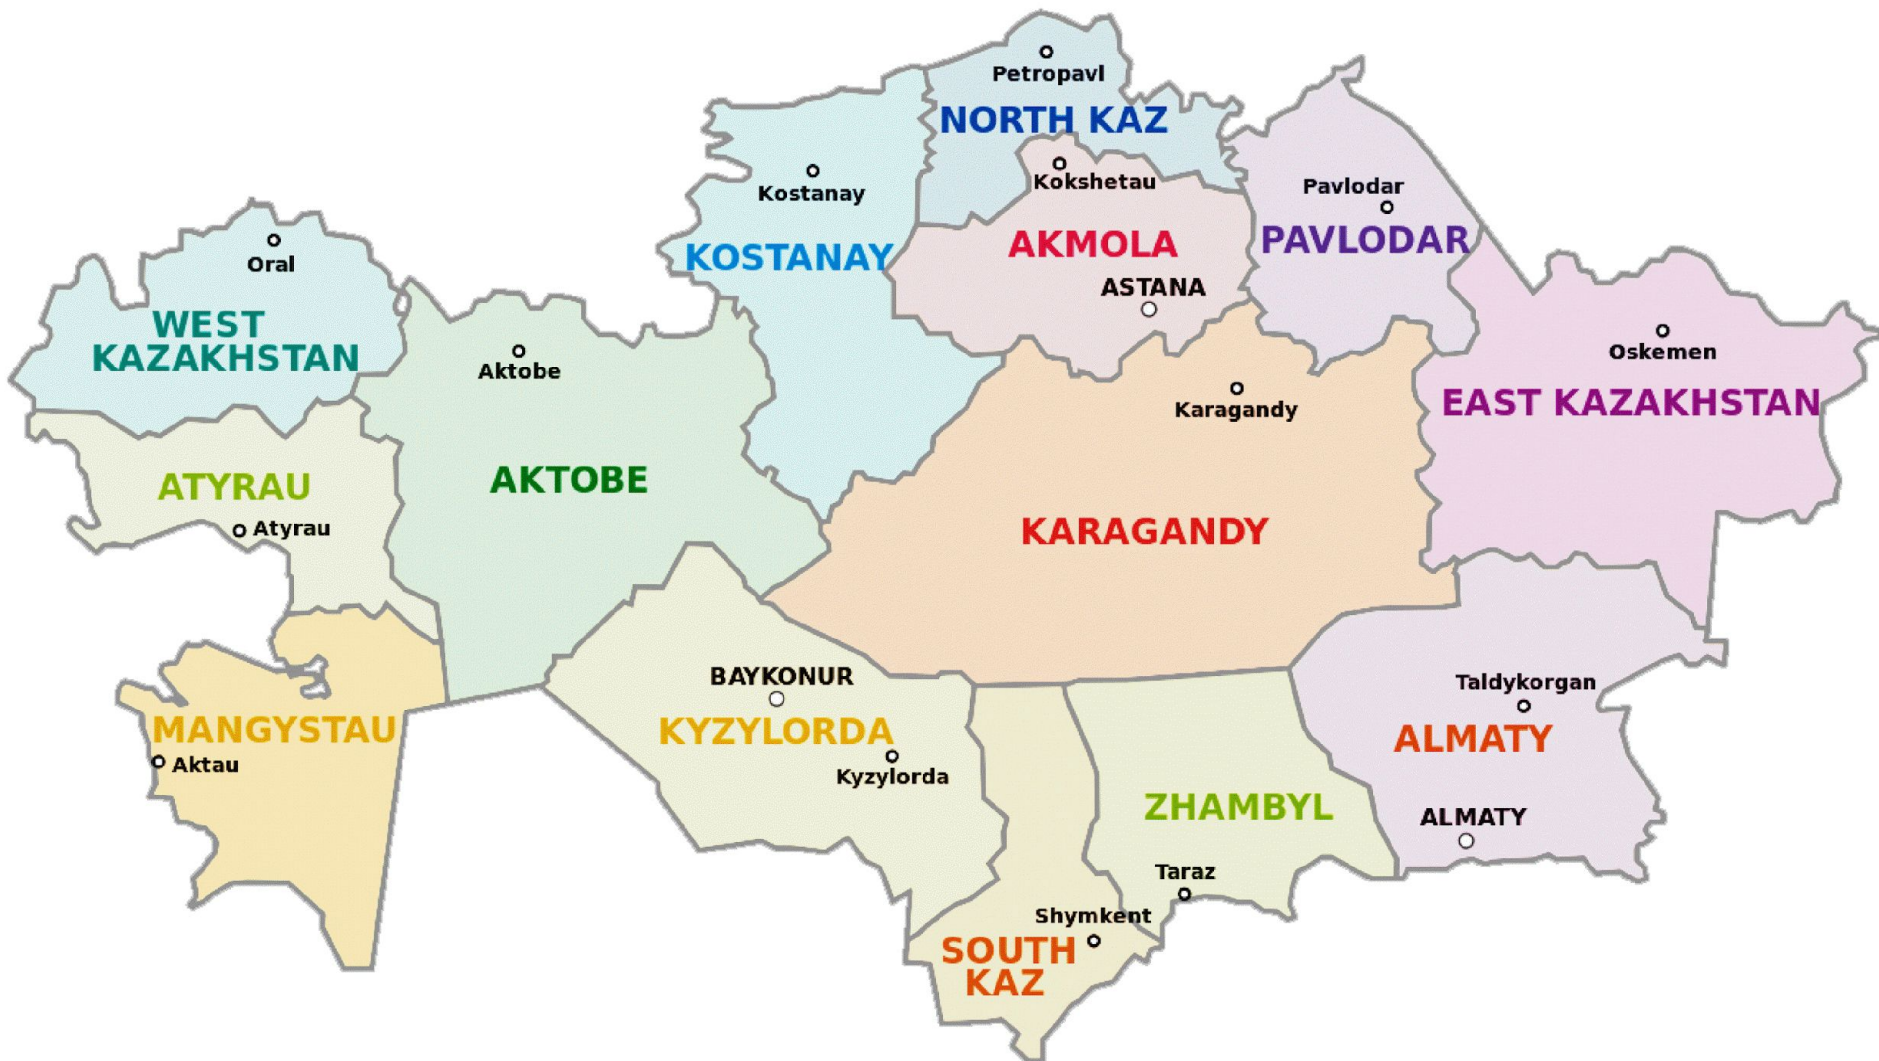 Petropavl
NORTH KAZ
Kokshetau
Kostanay
Pavlodar
PAVLODAR
AKMOLA
KOSTANAY
ASTANA
Oral
WEST
KAZAKHSTAN
Aktobe
Oskemen
EAST KAZAKHSTAN
Karagandy
ATYRAU
Atyrau
AKTOBE
KARAGANDY
BAYKONUR
KYZYLORDA
Kyzylorda
Taldykorgan
MANGYSTAU
Aktau
ALMATY
ZHAMBYL
ALMATY
Taraz
Shymkent
SOUTH
KAZ